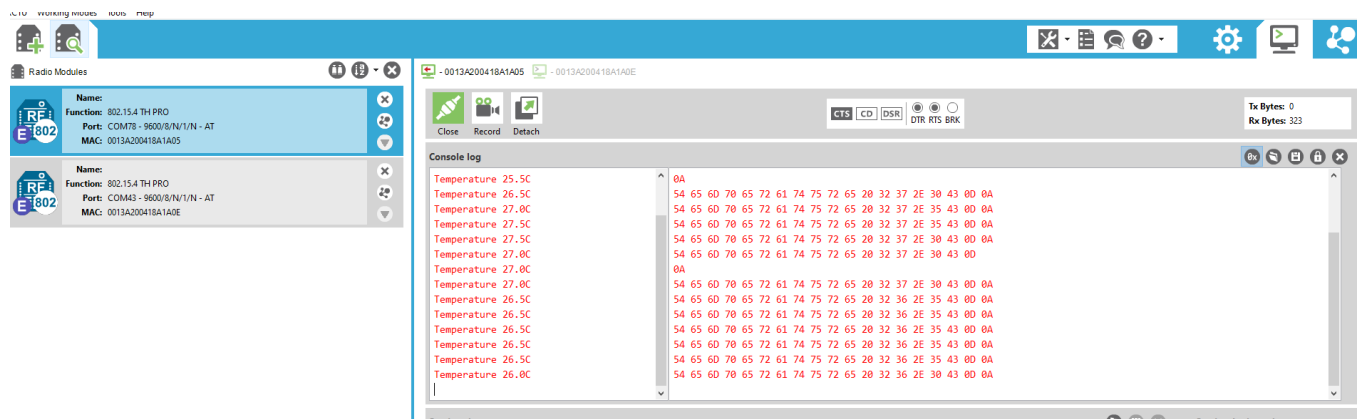 XCTU Working Modes Tools Help
Radio Modules
Name:
Function: 802.15.4 TH PRO
Port: COM78 - 9600/8/N/1/N - AT
MAC: 0013A200418A1A05
Name:
Function: 802.15.4 TH PRO
Port: COM43 - 9600/8/N/1/N - AT
MAC: 0013A200418A1A0E
RF
E 802
RF
E 802
- 0013A200418A1A05 - 0013A200418A1A0E
Close Record Detach
CTS CD DSR DTR RTS BRK
Tx Bytes: 0
Rx Bytes: 323
Console log
Temperature 25.5C
Temperature 26.5C
Temperature 27.0C
Temperature 27.5C
Temperature 27.5C
Temperature 27.0C
Temperature 27.0C
Temperature 27.0C
Temperature 26.5C
Temperature 26.5C
Temperature 26.5C
Temperature 26.5C
Temperature 26.5C
Temperature 26.0C
0A
54 65 6D 70 65 72 61 74 75 72 65 20 32 37 2E 30 43 0D 0A
54 65 6D 70 65 72 61 74 75 72 65 20 32 37 2E 35 43 0D 0A
54 65 6D 70 65 72 61 74 75 72 65 20 32 37 2E 35 43 0D 0A
54 65 6D 70 65 72 61 74 75 72 65 20 32 37 2E 30 43 0D 0A
54 65 6D 70 65 72 61 74 75 72 65 20 32 37 2E 30 43 0D
0A
54 65 6D 70 65 72 61 74 75 72 65 20 32 37 2E 30 43 0D 0A
54 65 6D 70 65 72 61 74 75 72 65 20 32 36 2E 35 43 0D 0A
54 65 6D 70 65 72 61 74 75 72 65 20 32 36 2E 35 43 0D 0A
54 65 6D 70 65 72 61 74 75 72 65 20 32 36 2E 35 43 0D 0A
54 65 6D 70 65 72 61 74 75 72 65 20 32 36 2E 35 43 0D 0A
54 65 6D 70 65 72 61 74 75 72 65 20 32 36 2E 35 43 0D 0A
54 65 6D 70 65 72 61 74 75 72 65 20 32 36 2E 30 43 0D 0A